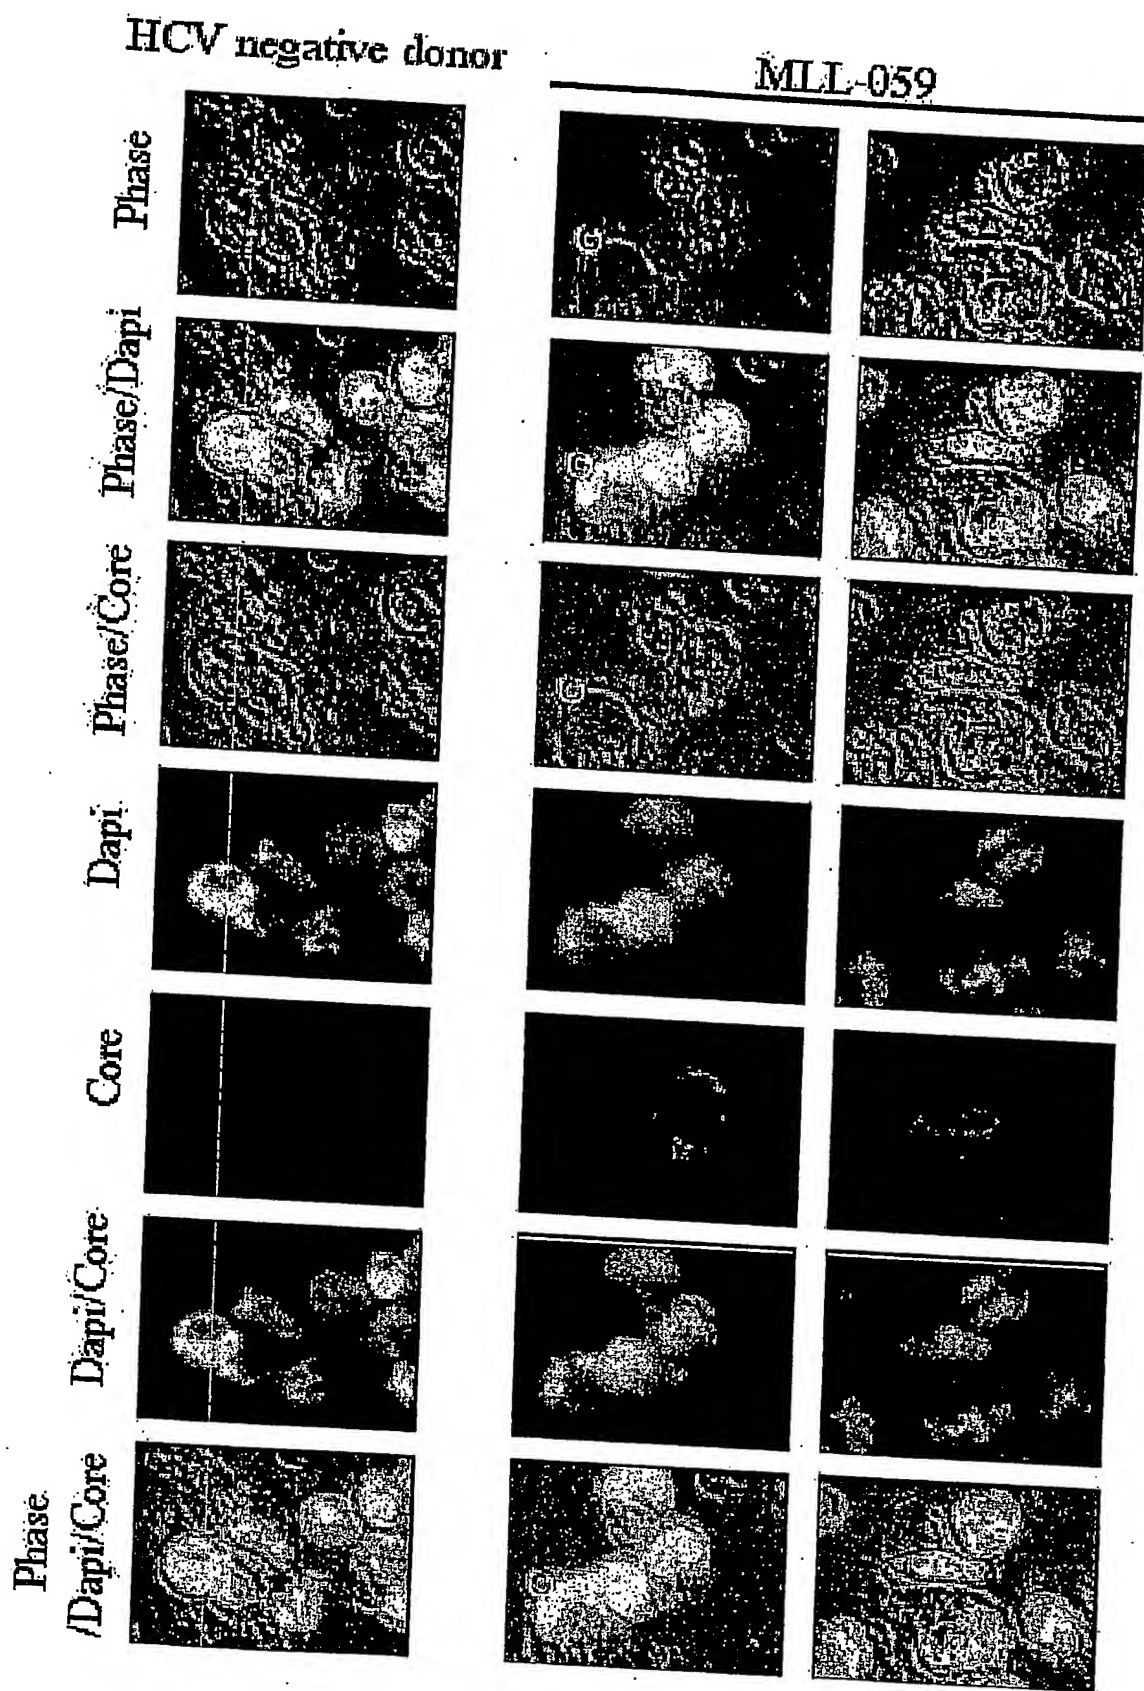 HCV negative donor
MLL-059
Phase
Phase/Dapi
Phase/Core
Dapi
Core
Dapi/Core
Phase
/Dapi/Core